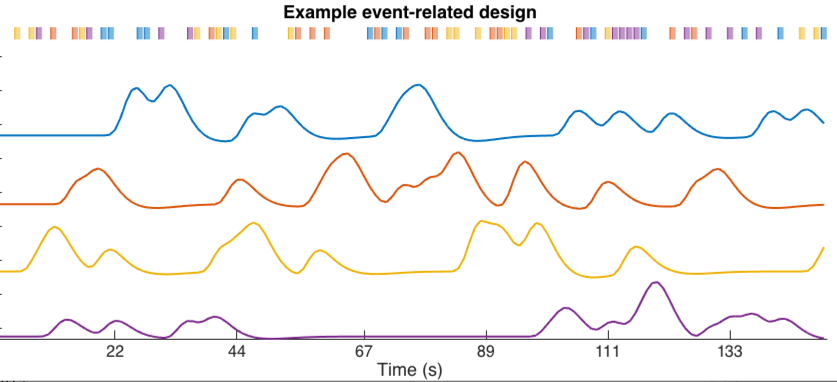 Example event-related design
22 44 67 89 111 133
Time (s)